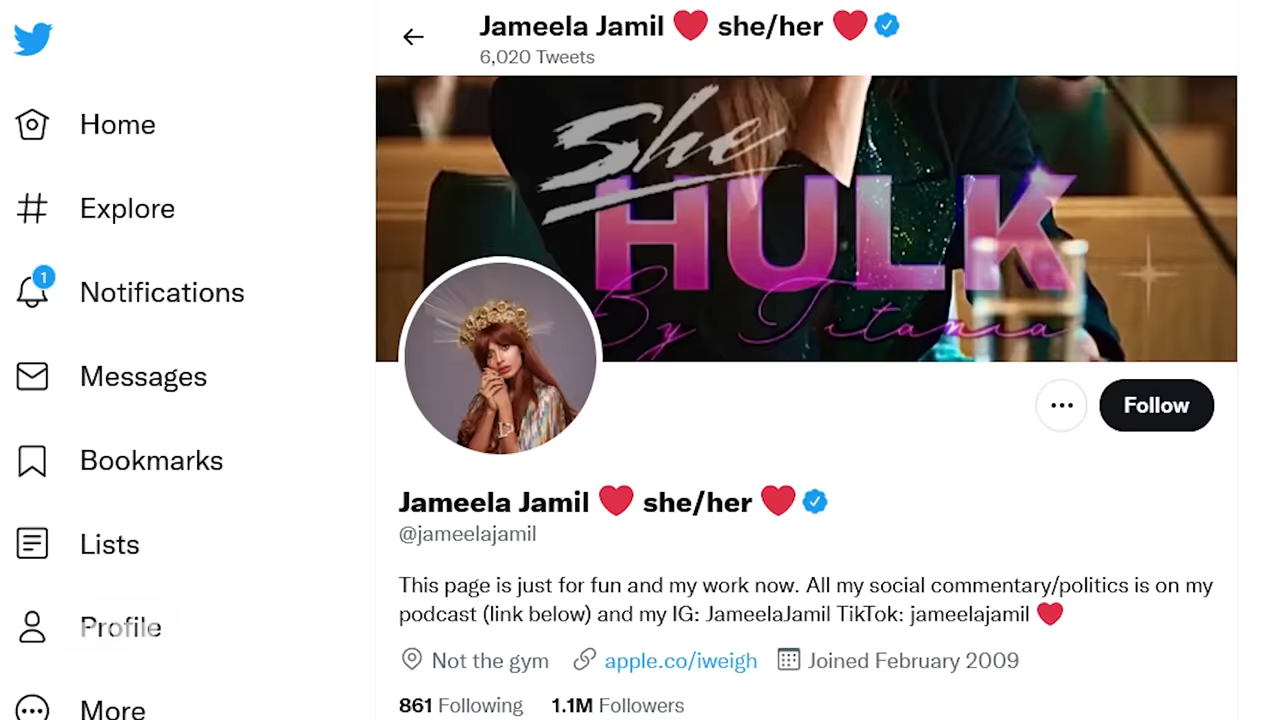 Jameela Jamil ❤️ she/her ❤️
6,020 Tweets
Home
Explore
1
Notifications
Messages
Bookmarks
Lists
Profile
More
She
HULK
By Titania
Follow
Jameela Jamil ❤️ she/her ❤️
@jameelajamil
This page is just for fun and my work now. All my social commentary/politics is on my
podcast (link below) and my IG: JameelaJamil TikTok: jameelajamil ❤️
Not the gym apple.co/iweigh Joined February 2009
861 Following 1.1M Followers